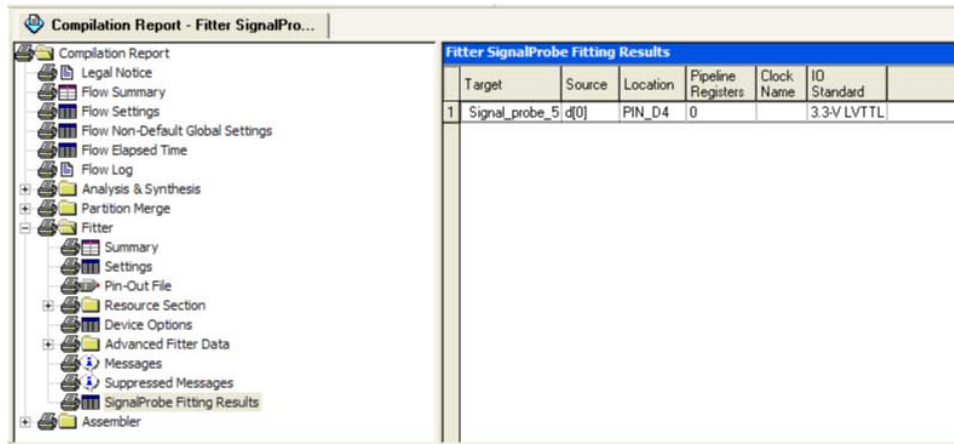 Compilation Report - Fitter SignalPro...
Compilation Report
Legal Notice
Flow Summary
Flow Settings
Flow Non-Default Global Settings
Flow Elapsed Time
Flow Log
Analysis & Synthesis
Partition Merge
Fitter
Summary
Settings
Pin-Out File
Resource Section
Device Options
Advanced Fitter Data
Messages
Suppressed Messages
SignalProbe Fitting Results
Assembler
Fitter SignalProbe Fitting Results
Target Source Location Pipeline Registers Clock Name IO Standard
1 Signal_probe_5 d[0] PIN_D4 0 3.3-V LVTTL